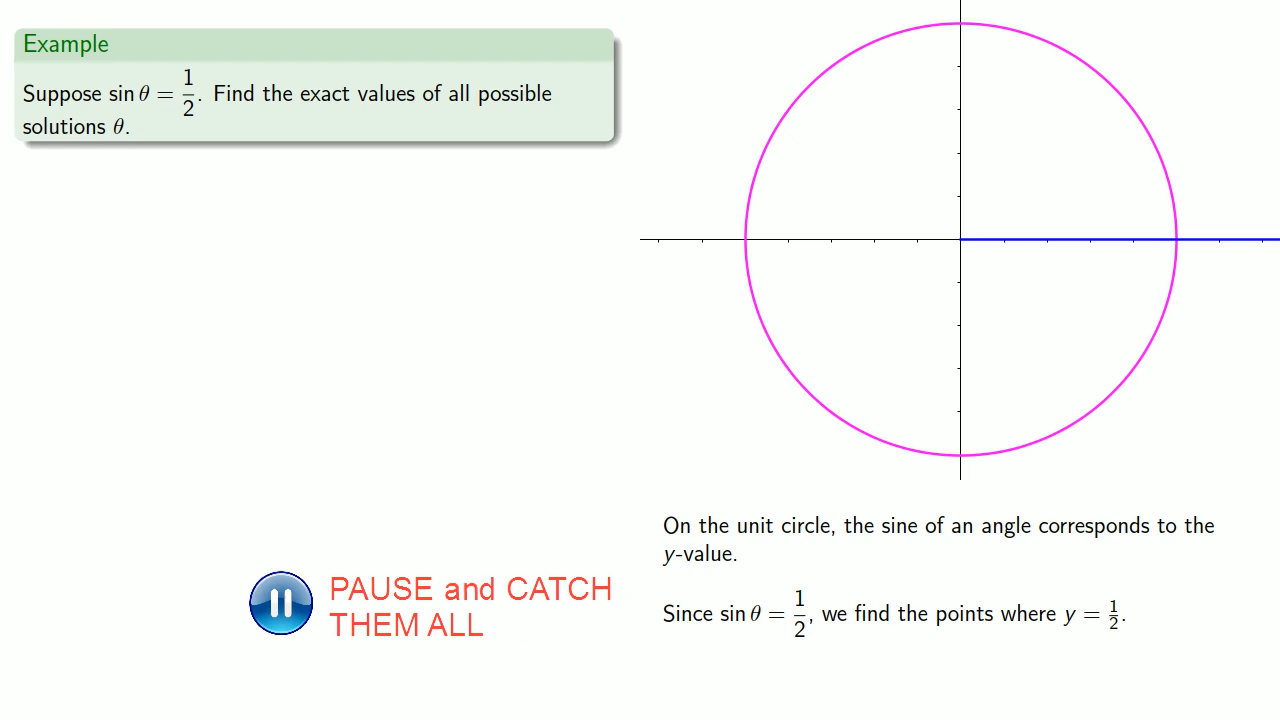 Example
Suppose sin θ = 1/2. Find the exact values of all possible
solutions θ.
On the unit circle, the sine of an angle corresponds to the
y-value.
Since sin θ = 1/2, we find the points where y = 1/2.
PAUSE and CATCH
THEM ALL